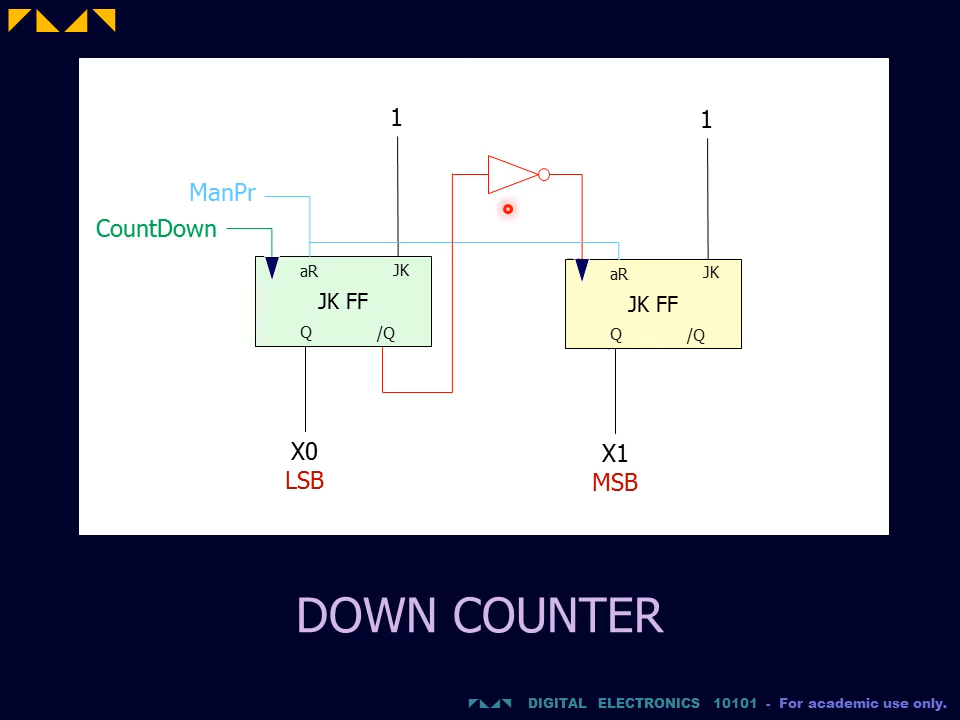 1
1
ManPr
CountDown
aR JK
JK FF
Q /Q
aR JK
JK FF
Q /Q
X0
LSB
X1
MSB
DOWN COUNTER
DIGITAL ELECTRONICS 10101 - For academic use only.